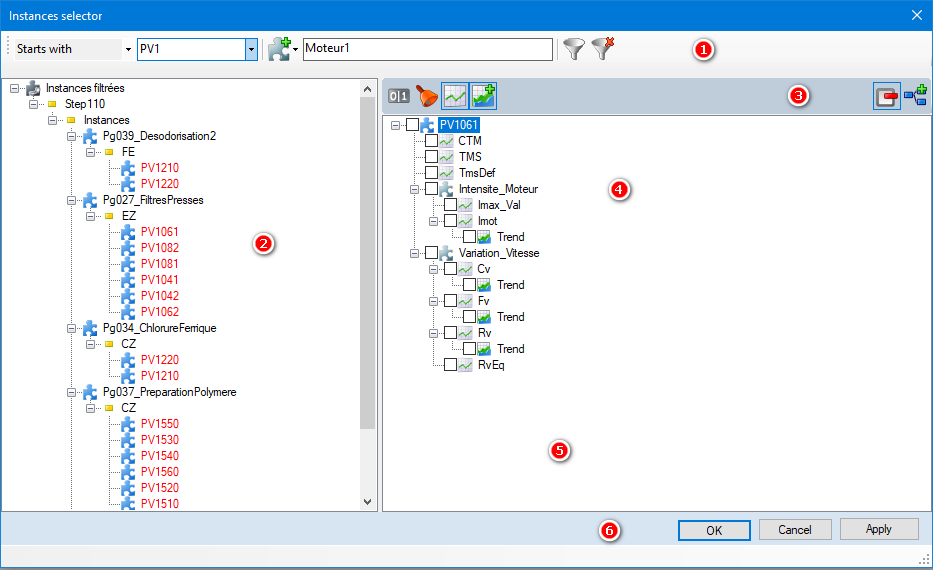 Instances selector
Starts with PV1 Moteur1 1
Instances filtrées
Step110
Instances
Pg039_Desodorisation2
FE
PV1210
PV1220
Pg027_FiltresPresses
EZ
PV1061
PV1082
PV1081
PV1041
PV1042
PV1062
Pg034_ChlorureFerrique
CZ
PV1220
PV1210
Pg037_PreparationPolymere
CZ
PV1550
PV1530
PV1540
PV1560
PV1520
PV1510
2
0|1 3
PV1061
CTM
TMS
TmsDef
Intensite_Moteur 4
Imax_Val
Imot
Trend
Variation_Vitesse
Cv
Trend
Fv
Trend
Rv
Trend
RvEq
5
6 OK Cancel Apply